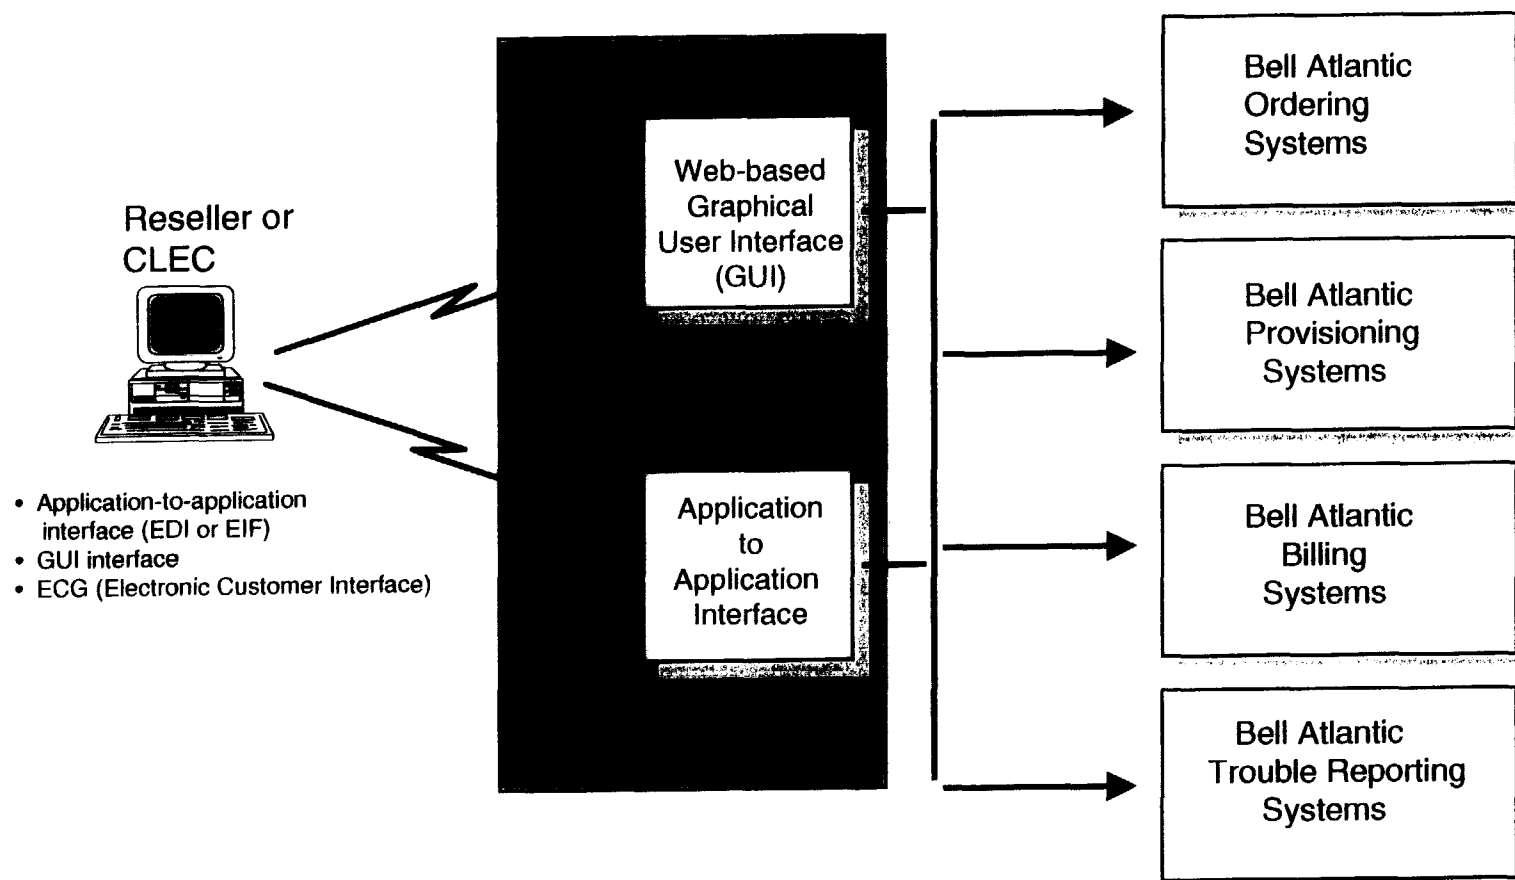 Reseller or
CLEC
• Application-to-application
interface (EDI or EIF)
• GUI interface
• ECG (Electronic Customer Interface)
Web-based
Graphical
User Interface
(GUI)
Application
to
Application
Interface
Bell Atlantic
Ordering
Systems
Bell Atlantic
Provisioning
Systems
Bell Atlantic
Billing
Systems
Bell Atlantic
Trouble Reporting
Systems